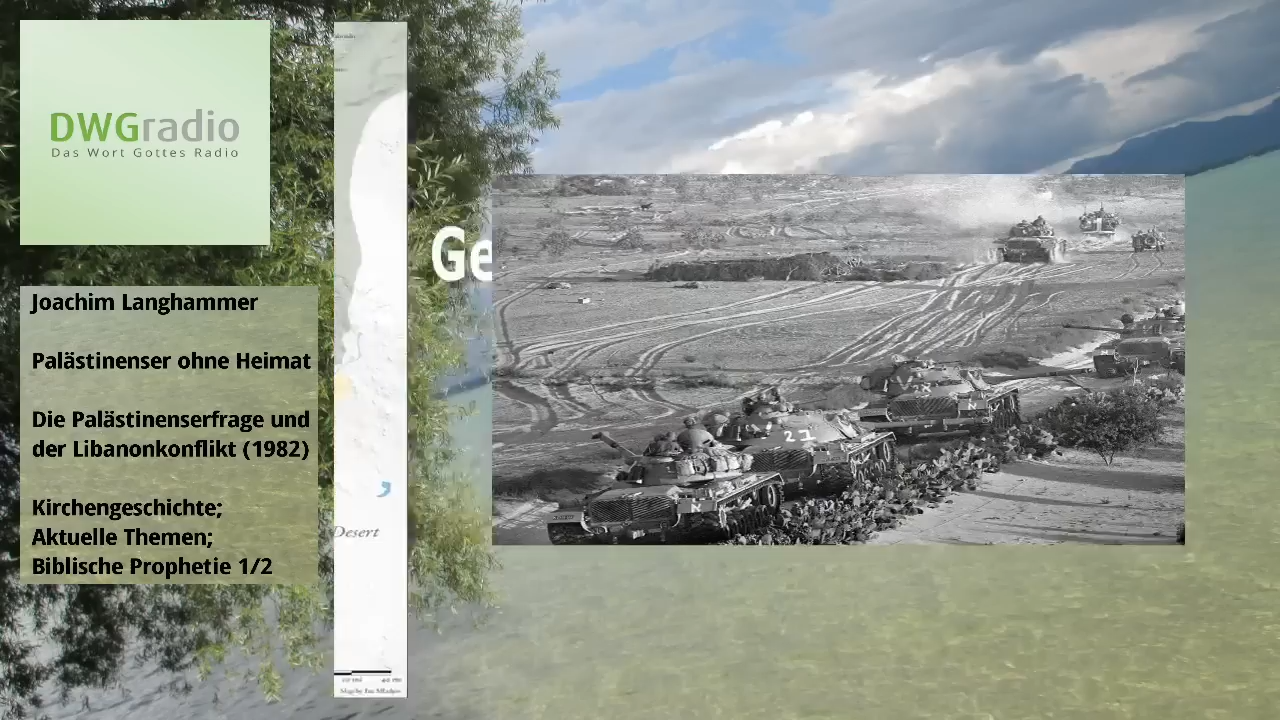 DWGradio
Das Wort Gottes Radio
Joachim Langhammer
Palästinenser ohne Heimat
Die Palästinenserfrage und
der Libanonkonflikt (1982)
Kirchengeschichte;
Aktuelle Themen;
Biblische Prophetie 1/2
Ge
Desert
21